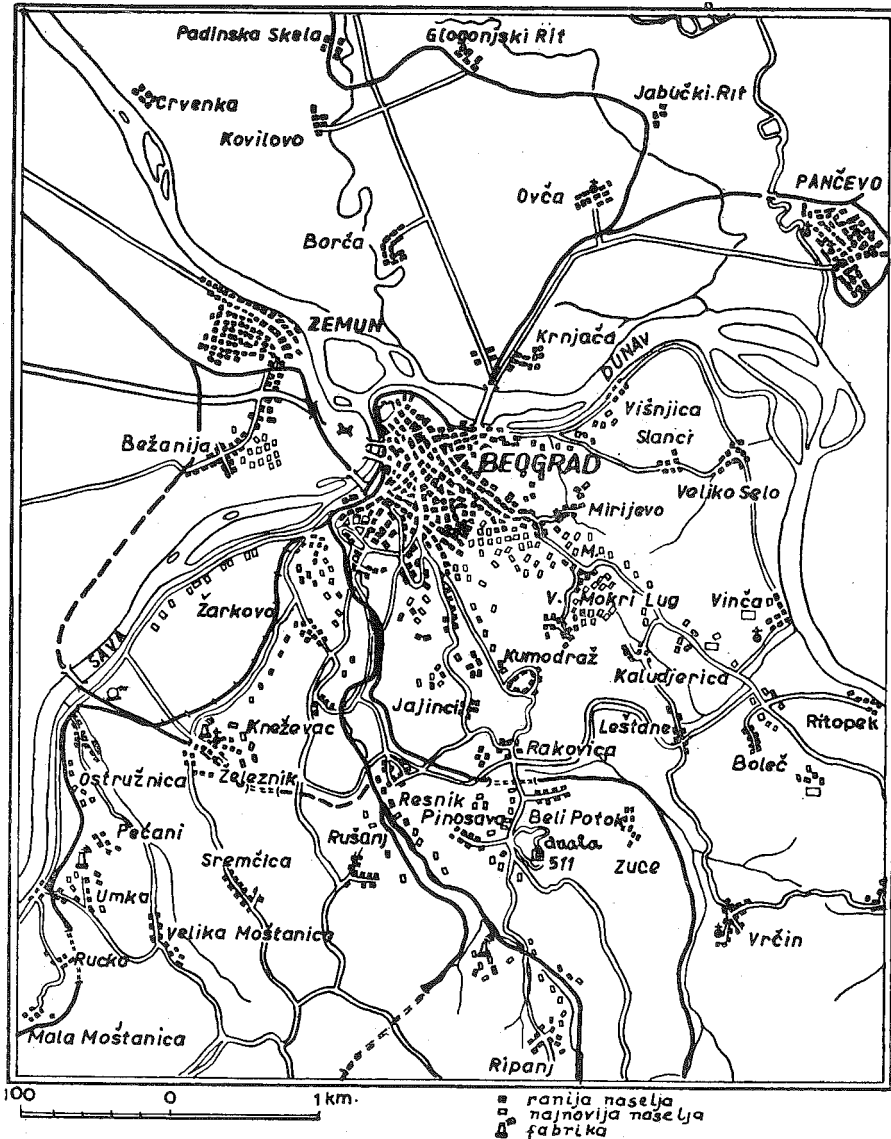 Padinska Skela
Glogonjski Rit
Crvenka
Jabučki Rit
Kovilovo
Ovča
PANČEVO
Borča
ZEMUN
Krnjača
DUNAV
Višnjica
Slanci
Bežanija
BEOGRAD
Veliko Selo
Mirijevo
M.
V. Mokri Lug
Vinča
Žarkovo
SAVA
Kumodraž
Kaludjerica
Jajinci
Kneževac
Leštane
Ritopek
Rakovica
Boleč
Ostružnica
Železnik
Resnik
Pinosava
Beli Potok
Pećani
Rušanj
Avala
511
Zuce
Sremčica
Umka
Velika Moštanica
Vrčin
Rucka
Mala Moštanica
Ripanj
100 0 1 km.
ranija naselja
najnovija naselja
fabrika